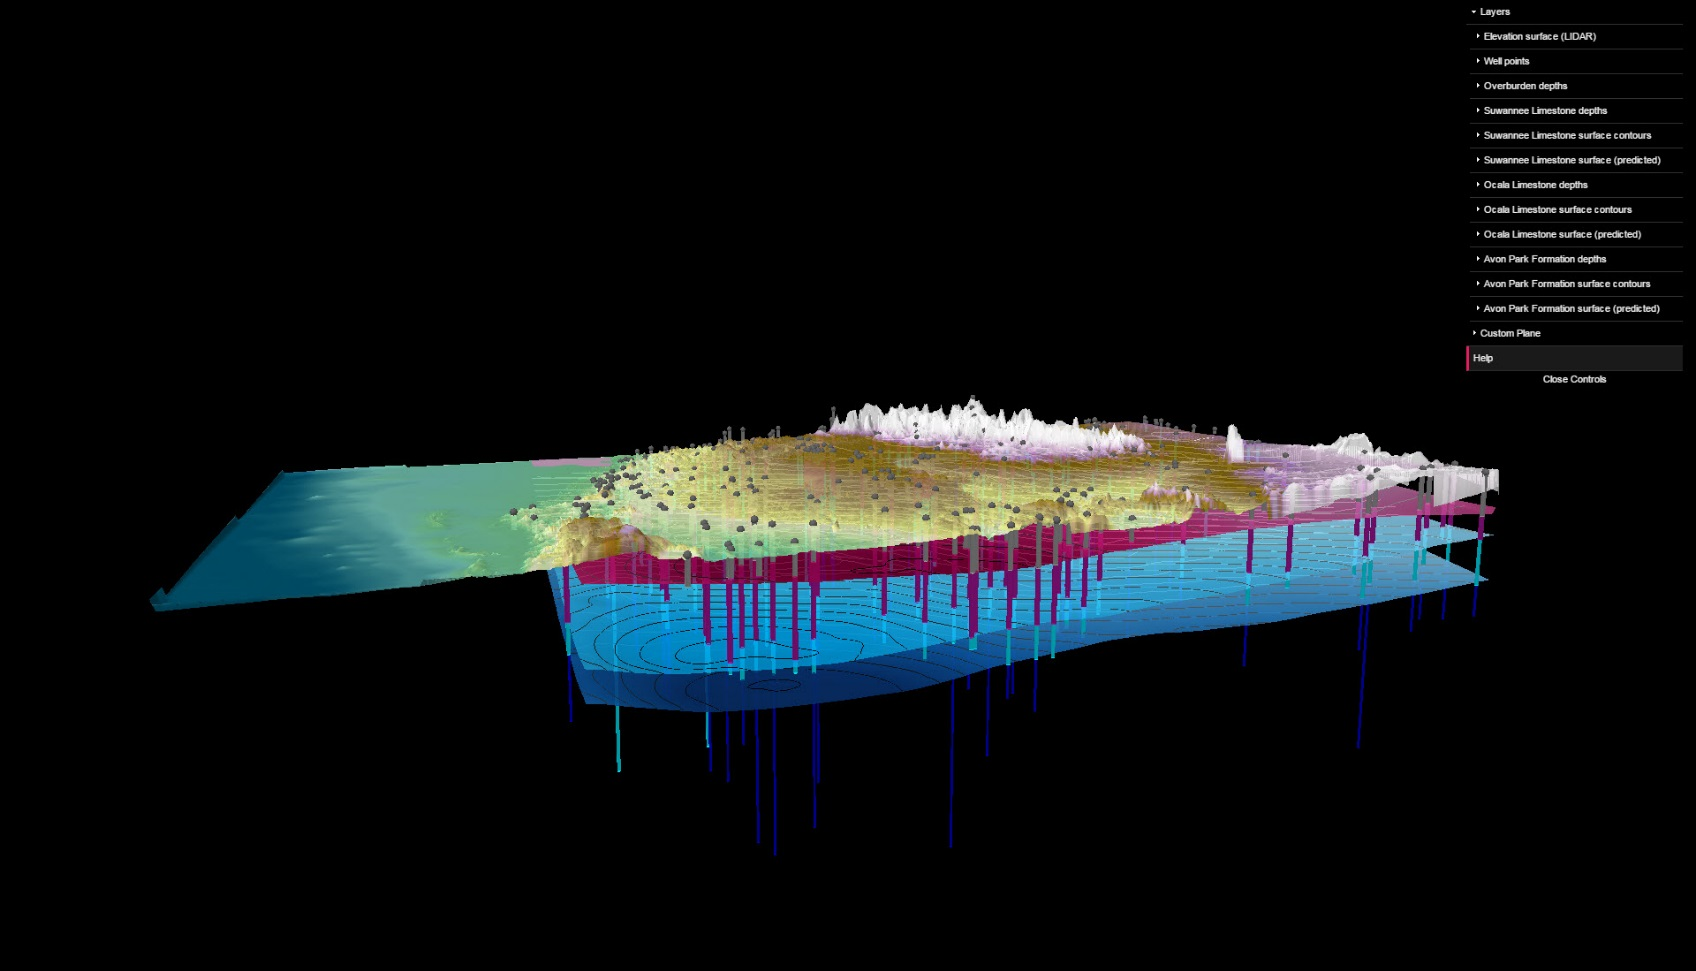 Layers
Elevation surface (LIDAR)
Well points
Overburden depths
Suwannee Limestone depths
Suwannee Limestone surface contours
Suwannee Limestone surface (predicted)
Ocala Limestone depths
Ocala Limestone surface contours
Ocala Limestone surface (predicted)
Avon Park Formation depths
Avon Park Formation surface contours
Avon Park Formation surface (predicted)
Custom Plane
Help
Close Controls